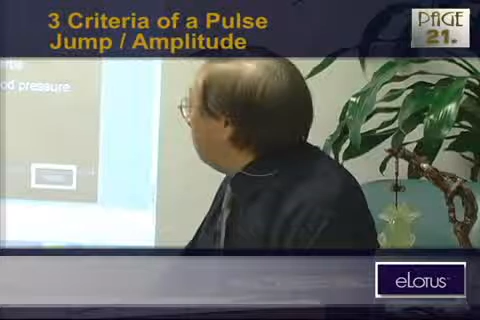 3 Criteria of a Pulse
Jump / Amplitude
PAGE
21.
od pressure
eLotus